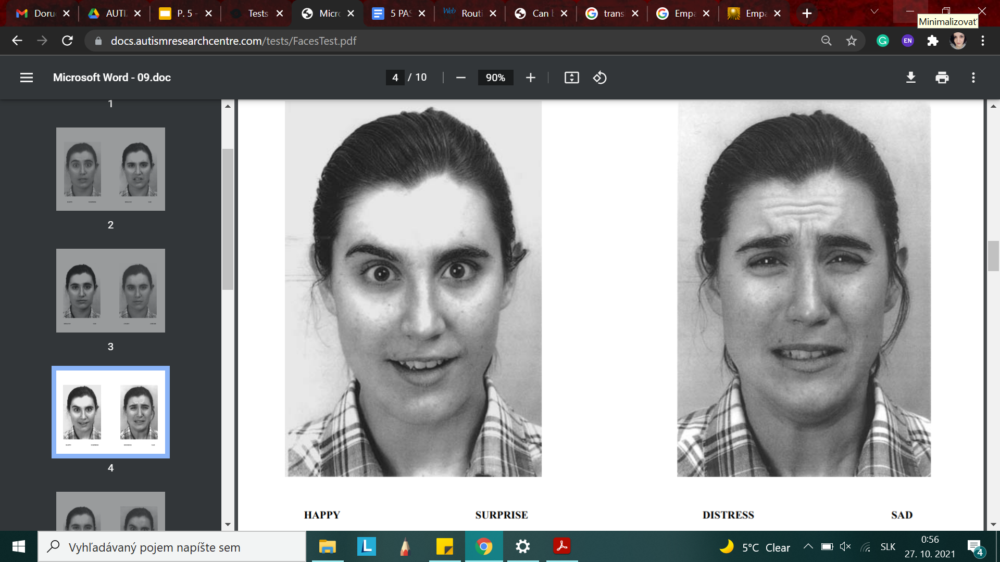 Doru
AUTI
P. 5 -
Tests
Micro
5 PAS
Web Routi
Can b
trans
Empa
Empa
Minimalizovať
docs.autismresearchcentre.com/tests/FacesTest.pdf
EN
Microsoft Word - 09.doc
4 / 10
90%
1
2
3
4
HAPPY SURPRISE DISTRESS SAD
Vyhľadávaný pojem napíšte sem
L
5°C Clear
SLK
0:56
27. 10. 2021
4